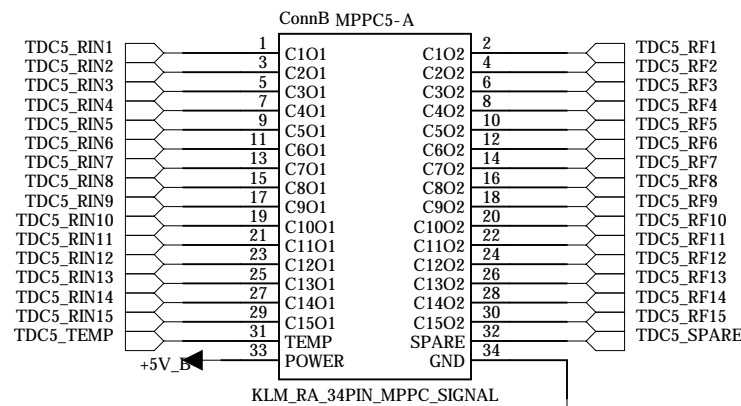 ConnB MPPC5-A
TDC5_RIN1 1 C1O1 C1O2 2 TDC5_RF1
TDC5_RIN2 3 C2O1 C2O2 4 TDC5_RF2
TDC5_RIN3 5 C3O1 C3O2 6 TDC5_RF3
TDC5_RIN4 7 C4O1 C4O2 8 TDC5_RF4
TDC5_RIN5 9 C5O1 C5O2 10 TDC5_RF5
TDC5_RIN6 11 C6O1 C6O2 12 TDC5_RF6
TDC5_RIN7 13 C7O1 C7O2 14 TDC5_RF7
TDC5_RIN8 15 C8O1 C8O2 16 TDC5_RF8
TDC5_RIN9 17 C9O1 C9O2 18 TDC5_RF9
TDC5_RIN10 19 C10O1 C10O2 20 TDC5_RF10
TDC5_RIN11 21 C11O1 C11O2 22 TDC5_RF11
TDC5_RIN12 23 C12O1 C12O2 24 TDC5_RF12
TDC5_RIN13 25 C13O1 C13O2 26 TDC5_RF13
TDC5_RIN14 27 C14O1 C14O2 28 TDC5_RF14
TDC5_RIN15 29 C15O1 C15O2 30 TDC5_RF15
TDC5_TEMP 31 TEMP SPARE 32 TDC5_SPARE
+5V_B 33 POWER GND 34
KLM_RA_34PIN_MPPC_SIGNAL